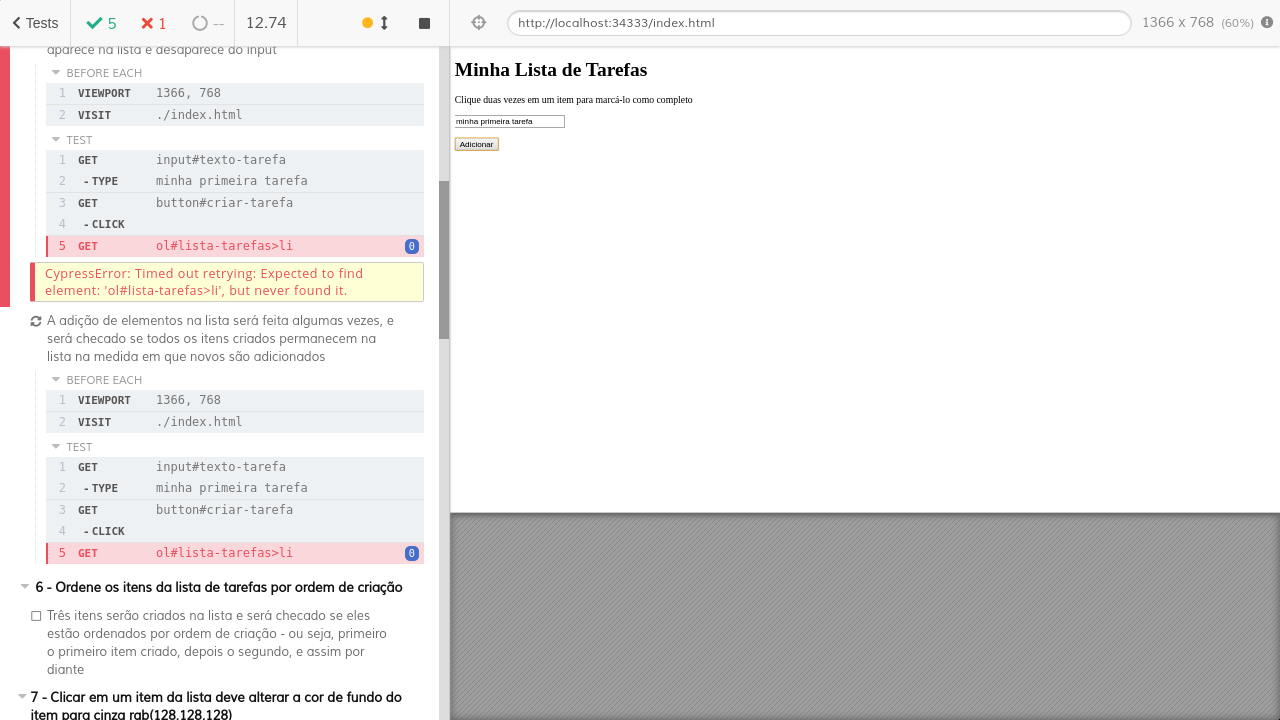 Tests
5
1
--
12.74
http://localhost:34333/index.html
1366 x 768 (60%)
aparece na lista e desaparece do input
BEFORE EACH
1 VIEWPORT 1366, 768
2 VISIT ./index.html
TEST
1 GET input#texto-tarefa
2 -TYPE minha primeira tarefa
3 GET button#criar-tarefa
4 -CLICK
5 GET ol#lista-tarefas>li 0
CypressError: Timed out retrying: Expected to find
element: 'ol#lista-tarefas>li', but never found it.
A adição de elementos na lista será feita algumas vezes, e
será checado se todos os itens criados permanecem na
lista na medida em que novos são adicionados
BEFORE EACH
1 VIEWPORT 1366, 768
2 VISIT ./index.html
TEST
1 GET input#texto-tarefa
2 -TYPE minha primeira tarefa
3 GET button#criar-tarefa
4 -CLICK
5 GET ol#lista-tarefas>li 0
6 - Ordene os itens da lista de tarefas por ordem de criação
Três itens serão criados na lista e será checado se eles
estão ordenados por ordem de criação - ou seja, primeiro
o primeiro item criado, depois o segundo, e assim por
diante
7 - Clicar em um item da lista deve alterar a cor de fundo do
item para cinza rgb(128,128,128)
Minha Lista de Tarefas
Clique duas vezes em um item para marcá-lo como completo
minha primeira tarefa
Adicionar